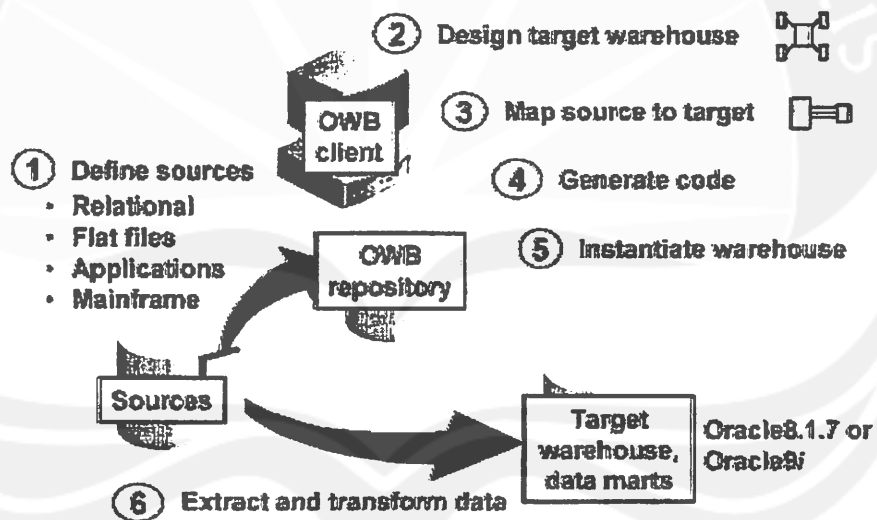 2 Design target warehouse
OWB
client
3 Map source to target
1 Define sources
• Relational
• Flat files
• Applications
• Mainframe
4 Generate code
5 Instantiate warehouse
OWB
repository
Sources
Target
warehouse,
data marts
Oracle8.1.7 or
Oracle9i
6 Extract and transform data